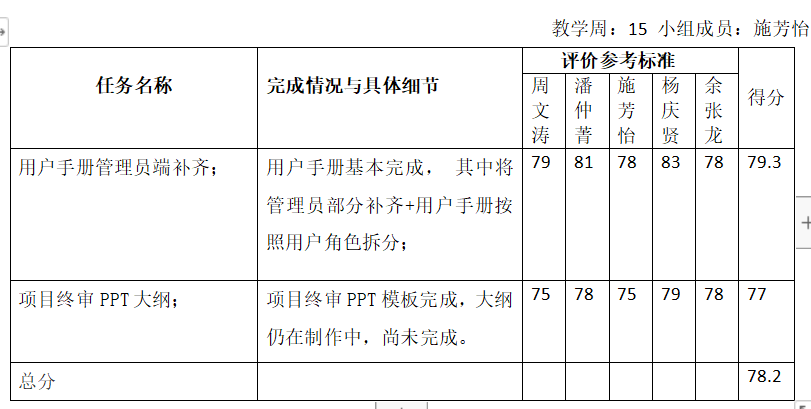 教学周：15 小组成员：施芳怡
任务名称
完成情况与具体细节
评价参考标准
得分
周文涛
潘仲菁
施芳怡
杨庆贤
余张龙
用户手册管理员端补齐；
用户手册基本完成， 其中将
管理员部分补齐+用户手册按
照用户角色拆分；
79 81 78 83 78 79.3
项目终审PPT大纲；
项目终审PPT模板完成，大纲
仍在制作中，尚未完成。
75 78 75 79 78 77
总分
78.2